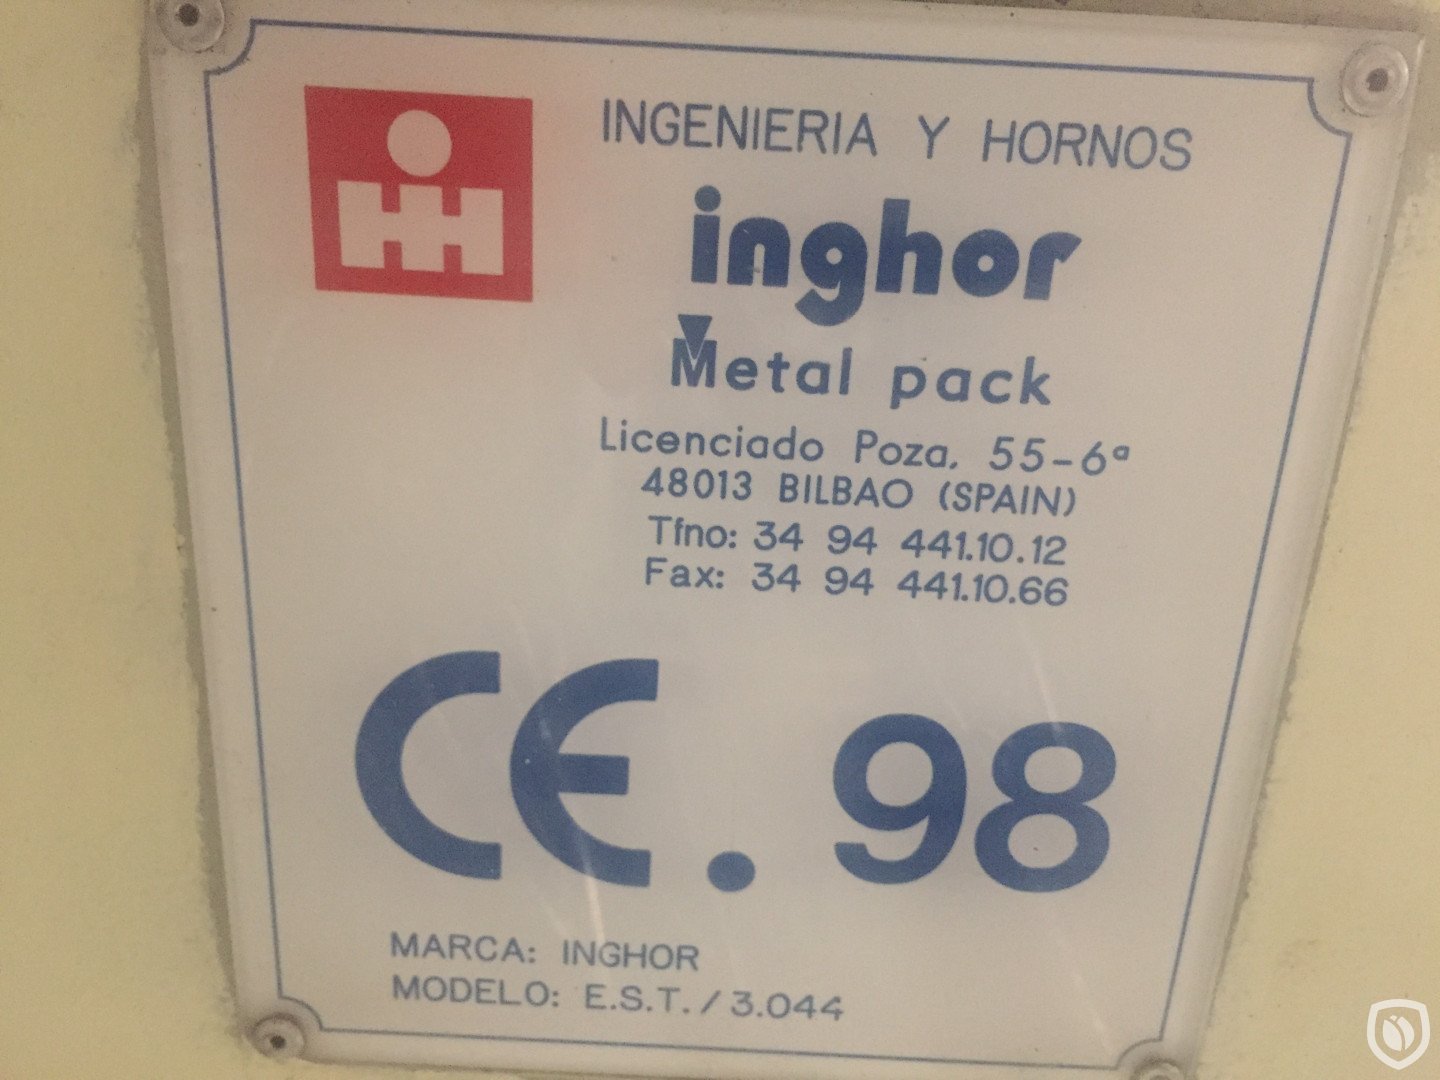 INGENIERIA Y HORNOS
inghor
Metal pack
Licenciado Poza, 55-6ª
48013 BILBAO (SPAIN)
Tfno: 34 94 441.10.12
Fax: 34 94 441.10.66
CE. 98
MARCA: INGHOR
MODELO: E.S.T. / 3.044